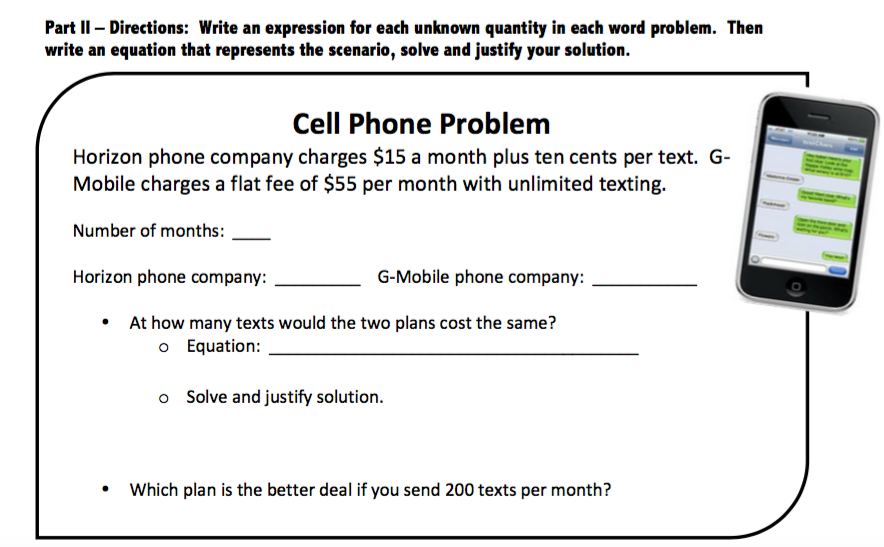 Part II – Directions:  Write an expression for each unknown quantity in each word problem.  Then
write an equation that represents the scenario, solve and justify your solution.
Cell Phone Problem
Horizon phone company charges $15 a month plus ten cents per text.  G-
Mobile charges a flat fee of $55 per month with unlimited texting.
Number of months: ____
Horizon phone company: _________ G-Mobile phone company: ___________
• At how many texts would the two plans cost the same?
o Equation: _______________________________________
o Solve and justify solution.
• Which plan is the better deal if you send 200 texts per month?